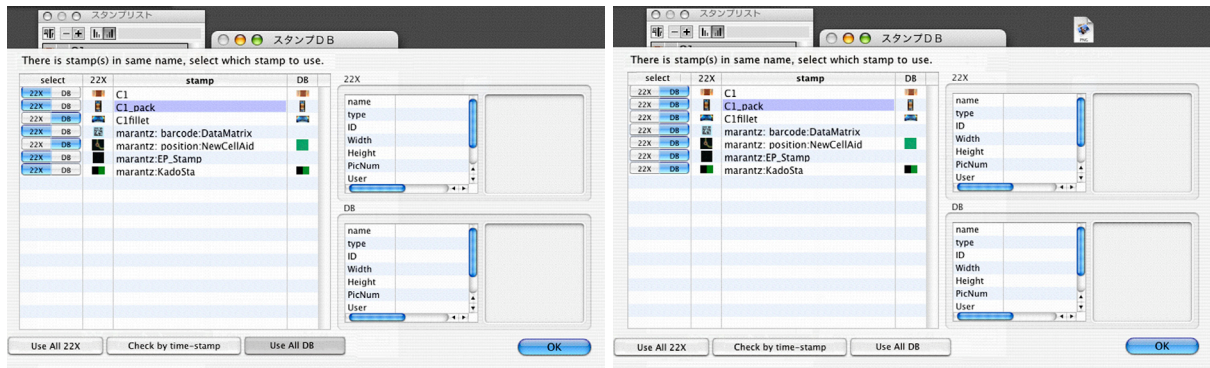 スタンプリスト
C1
スタンプDB
There is stamp(s) in same name, select which stamp to use.
select 22X stamp DB
22X DB C1
22X DB C1_pack
22X DB C1fillet
22X DB marantz: barcode:DataMatrix
22X DB marantz: position:NewCellAid
22X DB marantz:EP_Stamp
22X DB marantz:KadoSta
22X
name
type
ID
Width
Height
PicNum
User
DB
name
type
ID
Width
Height
PicNum
User
Use All 22X Check by time-stamp Use All DB OK
スタンプリスト
C1
スタンプDB
PNG
There is stamp(s) in same name, select which stamp to use.
select 22X stamp DB
22X DB C1
22X DB C1_pack
22X DB C1fillet
22X DB marantz: barcode:DataMatrix
22X DB marantz: position:NewCellAid
22X DB marantz:EP_Stamp
22X DB marantz:KadoSta
22X
name
type
ID
Width
Height
PicNum
User
DB
name
type
ID
Width
Height
PicNum
User
Use All 22X Check by time-stamp Use All DB OK